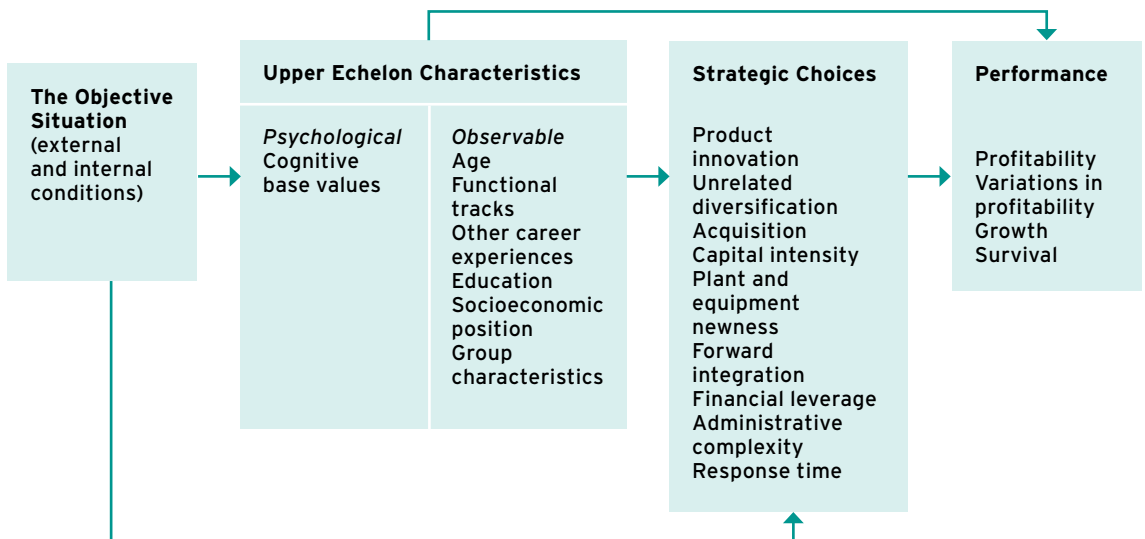 The Objective
Situation
(external
and internal
conditions)
Upper Echelon Characteristics
Psychological
Cognitive
base values
Observable
Age
Functional
tracks
Other career
experiences
Education
Socioeconomic
position
Group
characteristics
Strategic Choices
Product
innovation
Unrelated
diversification
Acquisition
Capital intensity
Plant and
equipment
newness
Forward
integration
Financial leverage
Administrative
complexity
Response time
Performance
Profitability
Variations in
profitability
Growth
Survival